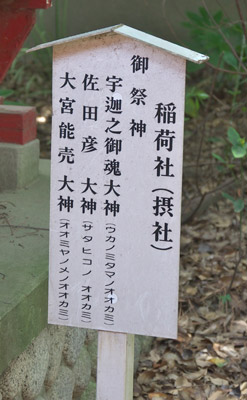 稲荷社(摂社)
御祭神
宇迦之御魂大神(ウカノミタマノオオカミ)
佐田彦 大神(サタヒコノ オオカミ)
大宮能売 大神(オオミヤノメノオオカミ)